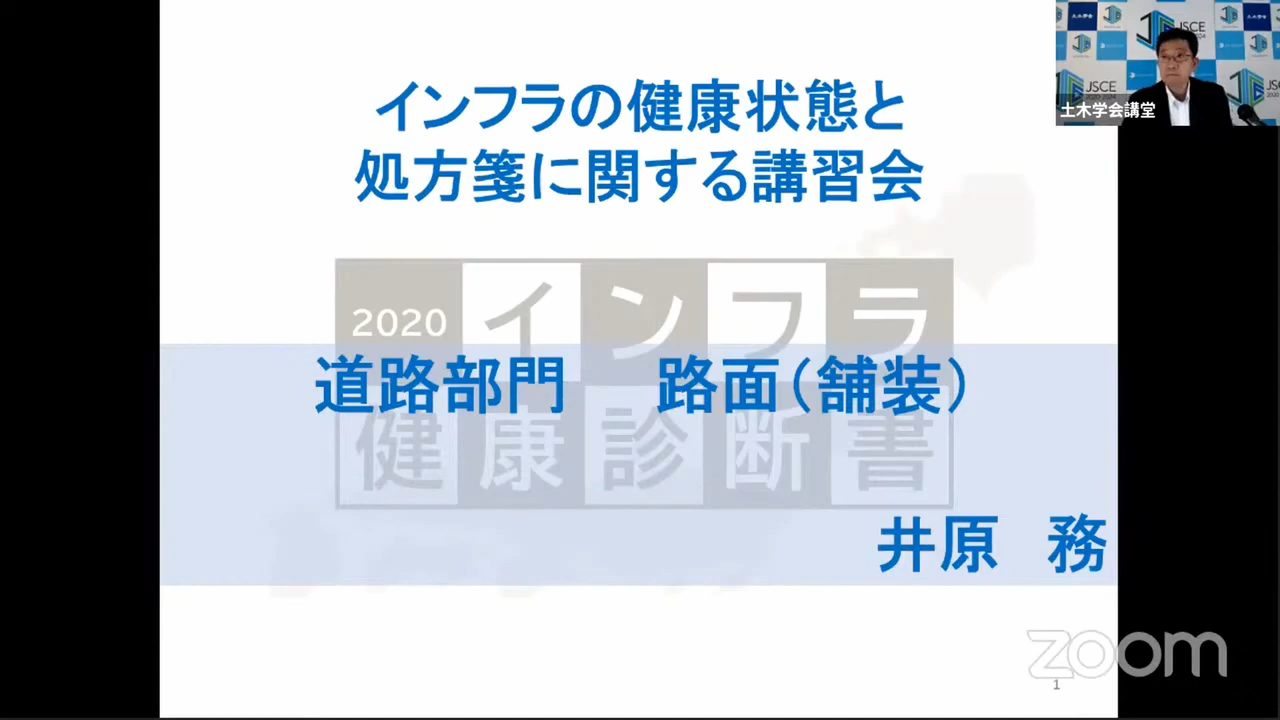 インフラの健康状態と
処方箋に関する講習会
2020 インフラ
道路部門 路面(舗装)
健康診断書
井原 務
1
zoom
JSCE
JSCE
土木学会講堂